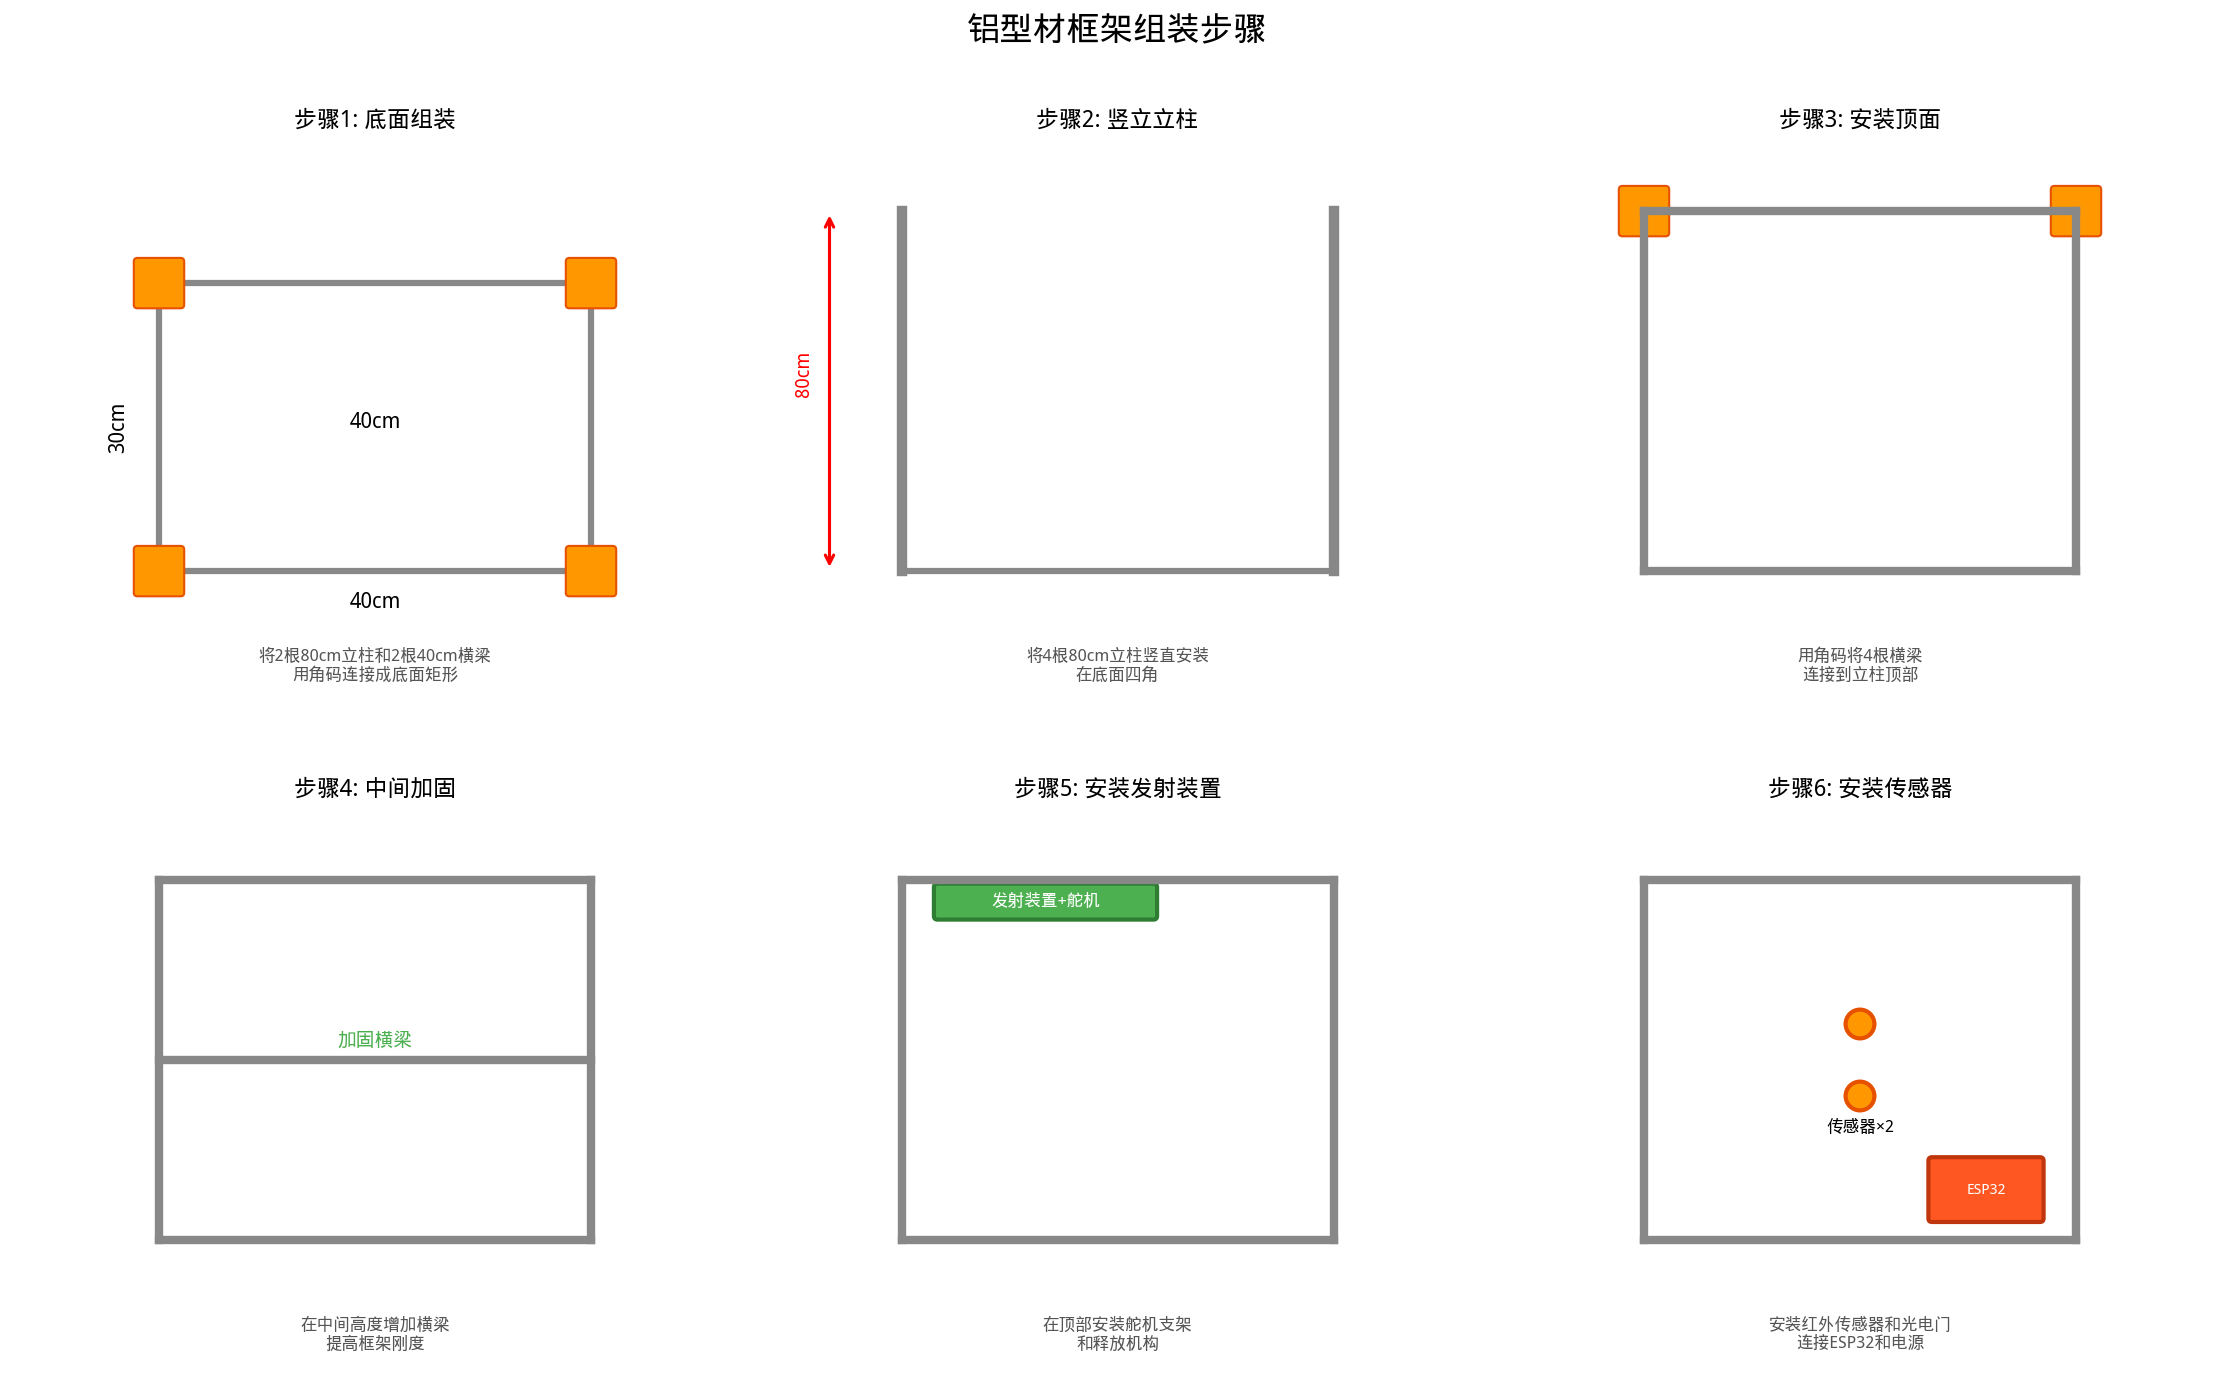 铝型材框架组装步骤
步骤1: 底面组装
30cm
40cm
40cm
将2根80cm立柱和2根40cm横梁
用角码连接成底面矩形
步骤2: 竖立立柱
80cm
将4根80cm立柱竖直安装
在底面四角
步骤3: 安装顶面
用角码将4根横梁
连接到立柱顶部
步骤4: 中间加固
加固横梁
在中间高度增加横梁
提高框架刚度
步骤5: 安装发射装置
发射装置+舵机
在顶部安装舵机支架
和释放机构
步骤6: 安装传感器
传感器×2
ESP32
安装红外传感器和光电门
连接ESP32和电源